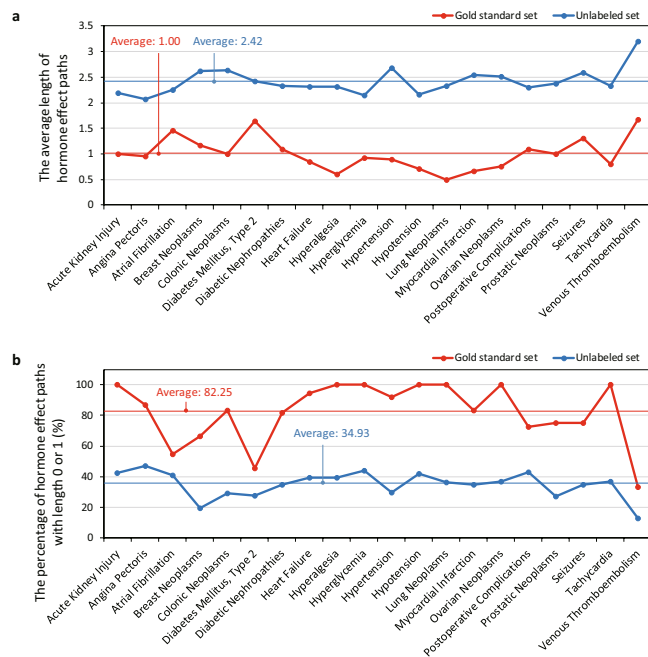 a
Gold standard set
Unlabeled set
3.5
3
2.5
2
1.5
1
0.5
0
The average length of
hormone effect paths
Average: 1.00
Average: 2.42
Acute Kidney Injury
Angina Pectoris
Atrial Fibrillation
Breast Neoplasms
Colonic Neoplasms
Diabetes Mellitus, Type 2
Diabetic Nephropathies
Heart Failure
Hyperalgesia
Hyperglycemia
Hypertension
Hypotension
Lung Neoplasms
Myocardial Infarction
Ovarian Neoplasms
Postoperative Complications
Prostatic Neoplasms
Seizures
Tachycardia
Venous Thromboembolism
b
Gold standard set
Unlabeled set
100
80
60
40
20
0
The percentage of hormone effect paths
with length 0 or 1 (%)
Average: 82.25
Average: 34.93
Acute Kidney Injury
Angina Pectoris
Atrial Fibrillation
Breast Neoplasms
Colonic Neoplasms
Diabetes Mellitus, Type 2
Diabetic Nephropathies
Heart Failure
Hyperalgesia
Hyperglycemia
Hypertension
Hypotension
Lung Neoplasms
Myocardial Infarction
Ovarian Neoplasms
Postoperative Complications
Prostatic Neoplasms
Seizures
Tachycardia
Venous Thromboembolism